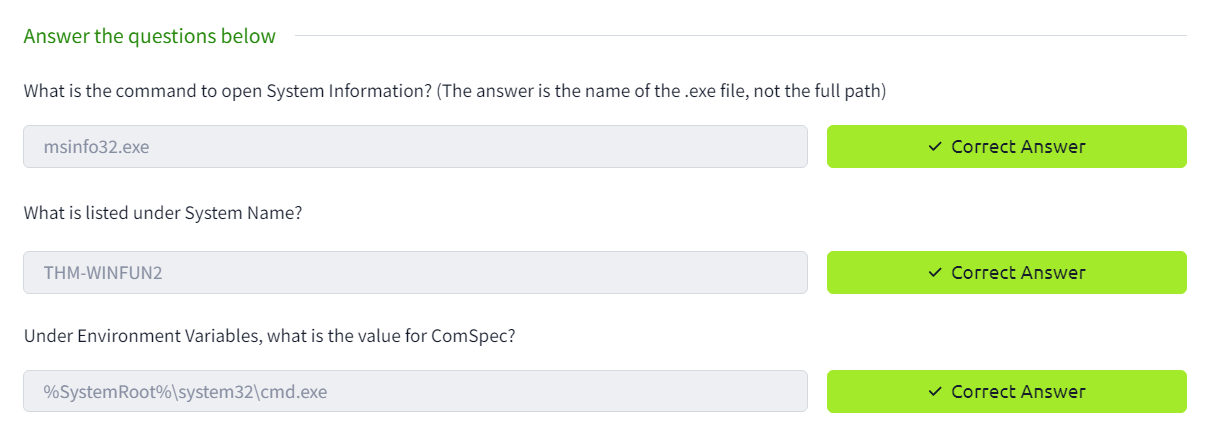 Answer the questions below
What is the command to open System Information? (The answer is the name of the .exe file, not the full path)
msinfo32.exe
✓ Correct Answer
What is listed under System Name?
THM-WINFUN2
✓ Correct Answer
Under Environment Variables, what is the value for ComSpec?
%SystemRoot%\system32\cmd.exe
✓ Correct Answer